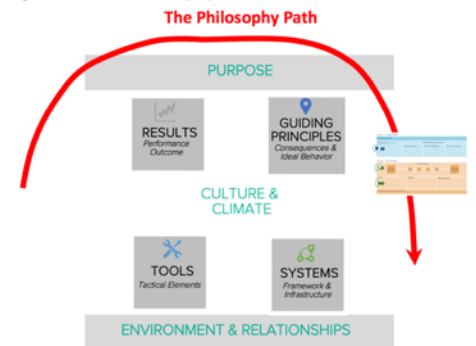 The Philosophy Path
PURPOSE
RESULTS
Performance
Outcome
GUIDING
PRINCIPLES
Consequences &
Ideal Behavior
CULTURE &
CLIMATE
TOOLS
Tactical Elements
SYSTEMS
Framework &
Infrastructure
ENVIRONMENT & RELATIONSHIPS